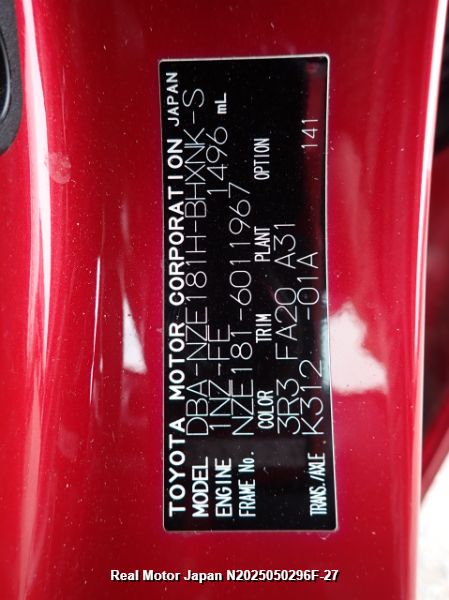 TOYOTA MOTOR CORPORATION JAPAN
MODEL DBA-NZE181H-BHXNK-S
ENGINE 1NZ-FE 1496 mL
FRAME No. NZE181-6011967
COLOR TRIM PLANT OPTION
3R3 FA20 A31
TRANS./AXLE. K312 -01A 141
Real Motor Japan N2025050296F-27